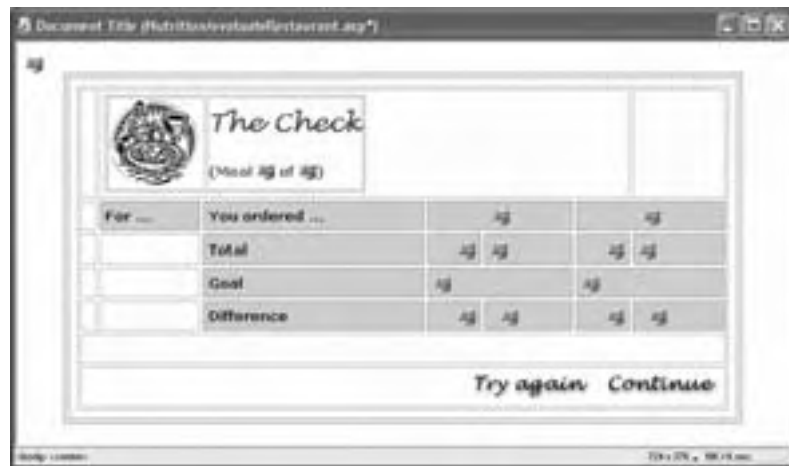 Document Title (Nutrition/evaluateRestaurant.asp*)
The Check
(Meal of )
For ... You ordered ...
Total
Goal
Difference
Try again Continue